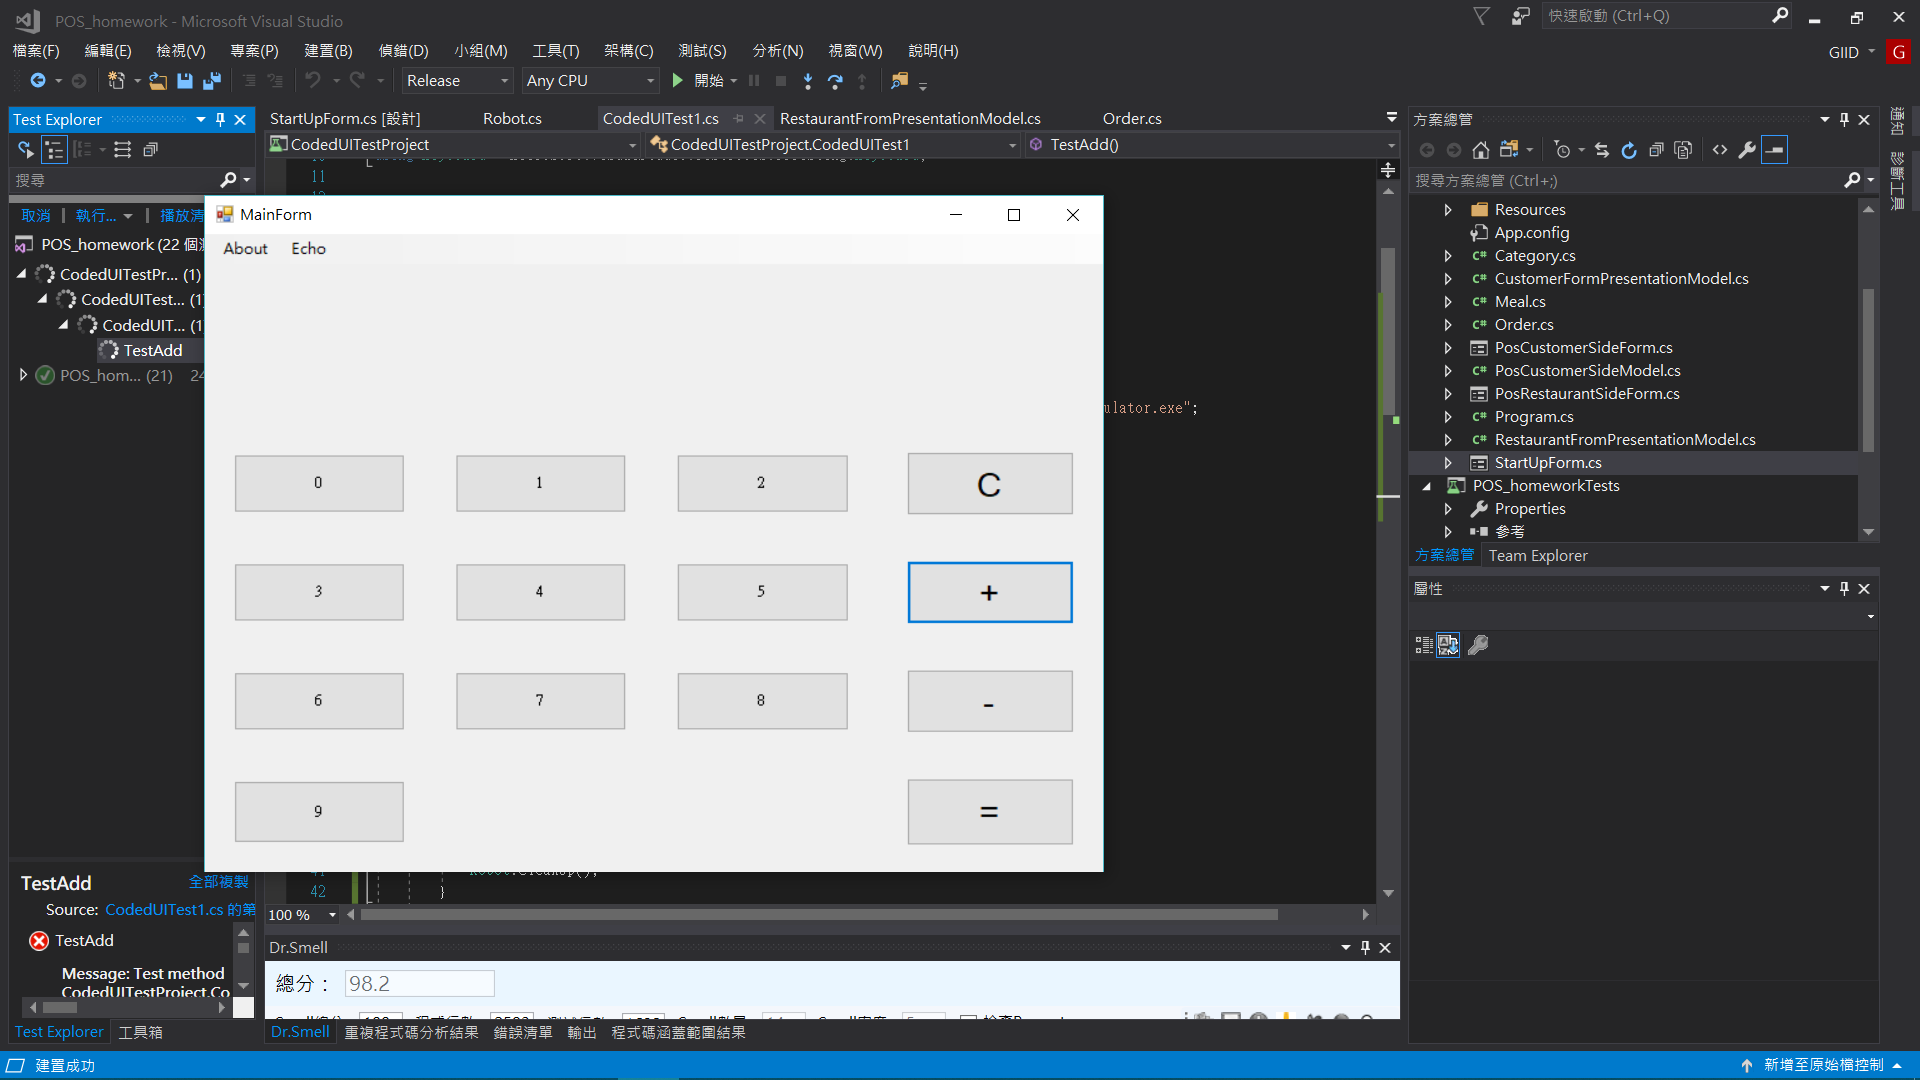 POS_homework - Microsoft Visual Studio
快速啟動 (Ctrl+Q)
檔案(F) 編輯(E) 檢視(V) 專案(P) 建置(B) 偵錯(D) 小組(M) 工具(T) 架構(C) 測試(S) 分析(N) 視窗(W) 說明(H)
GIID G
Release Any CPU 開始
Test Explorer
StartUpForm.cs [設計] Robot.cs CodedUITest1.cs RestaurantFromPresentationModel.cs Order.cs
方案總管
通知
診斷工具
CodedUITestProject CodedUITestProject.CodedUITest1 TestAdd()
搜尋
搜尋方案總管 (Ctrl+;)
11
取消 執行... 播放清
POS_homework (22 個
CodedUITestPr... (1)
CodedUITest... (1)
CodedUIT... (1
TestAdd
POS_hom... (21) 24
MainForm
About Echo
0 1 2 C
3 4 5 +
6 7 8 -
9 =
ulator.exe";
Resources
App.config
Category.cs
CustomerFormPresentationModel.cs
Meal.cs
Order.cs
PosCustomerSideForm.cs
PosCustomerSideModel.cs
PosRestaurantSideForm.cs
Program.cs
RestaurantFromPresentationModel.cs
StartUpForm.cs
POS_homeworkTests
Properties
參考
方案總管 Team Explorer
屬性
42 }
100 %
TestAdd 全部複製
Source: CodedUITest1.cs 的第
TestAdd
Message: Test method
CodedUITestProject.Co
Test Explorer 工具箱
Dr.Smell
總分： 98.2
Dr.Smell 重複程式碼分析結果 錯誤清單 輸出 程式碼涵蓋範圍結果
建置成功
新增至原始檔控制